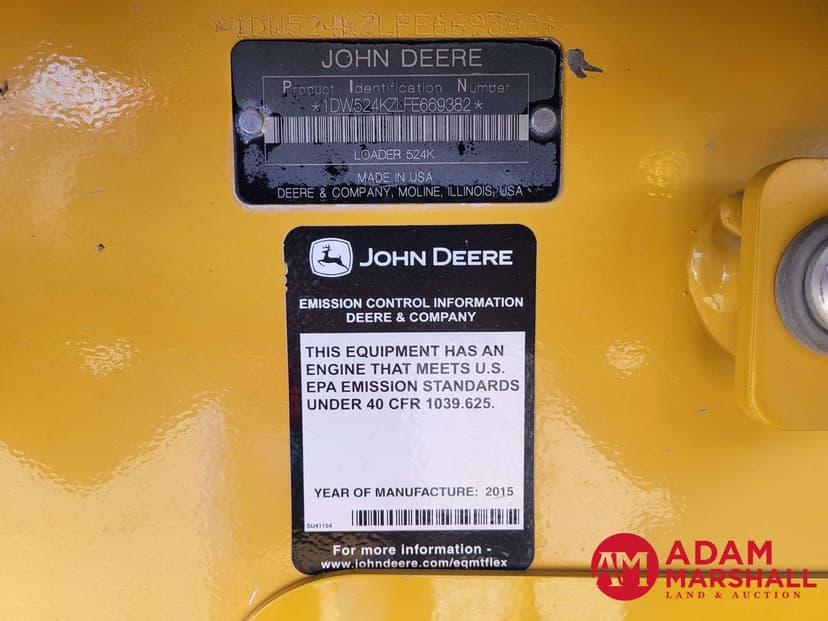 *1DW524KZLFE669382*
JOHN DEERE
Product Identification Number
*1DW524KZLFE669382*
LOADER 524K
MADE IN USA
DEERE & COMPANY, MOLINE, ILLINOIS, USA
JOHN DEERE
EMISSION CONTROL INFORMATION
DEERE & COMPANY
THIS EQUIPMENT HAS AN
ENGINE THAT MEETS U.S.
EPA EMISSION STANDARDS
UNDER 40 CFR 1039.625.
YEAR OF MANUFACTURE: 2015
SU41154
For more information -
www.johndeere.com/eqmtflex
AM ADAM
MARSHALL
LAND & AUCTION